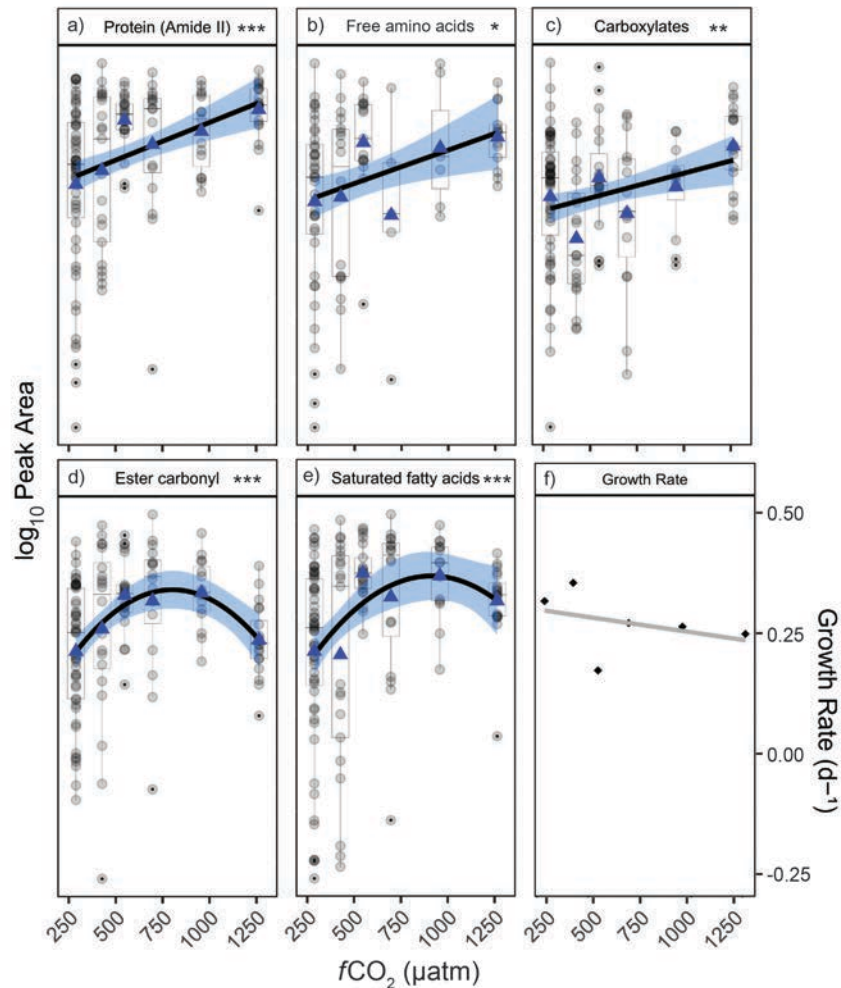 a) Protein (Amide II) ***
b) Free amino acids *
c) Carboxylates **
log₁₀ Peak Area
d) Ester carbonyl ***
e) Saturated fatty acids ***
f) Growth Rate
0.50
0.25
0.00
-0.25
Growth Rate (d–¹)
250 500 750 1000 1250
250 500 750 1000 1250
250 500 750 1000 1250
fCO₂ (µatm)